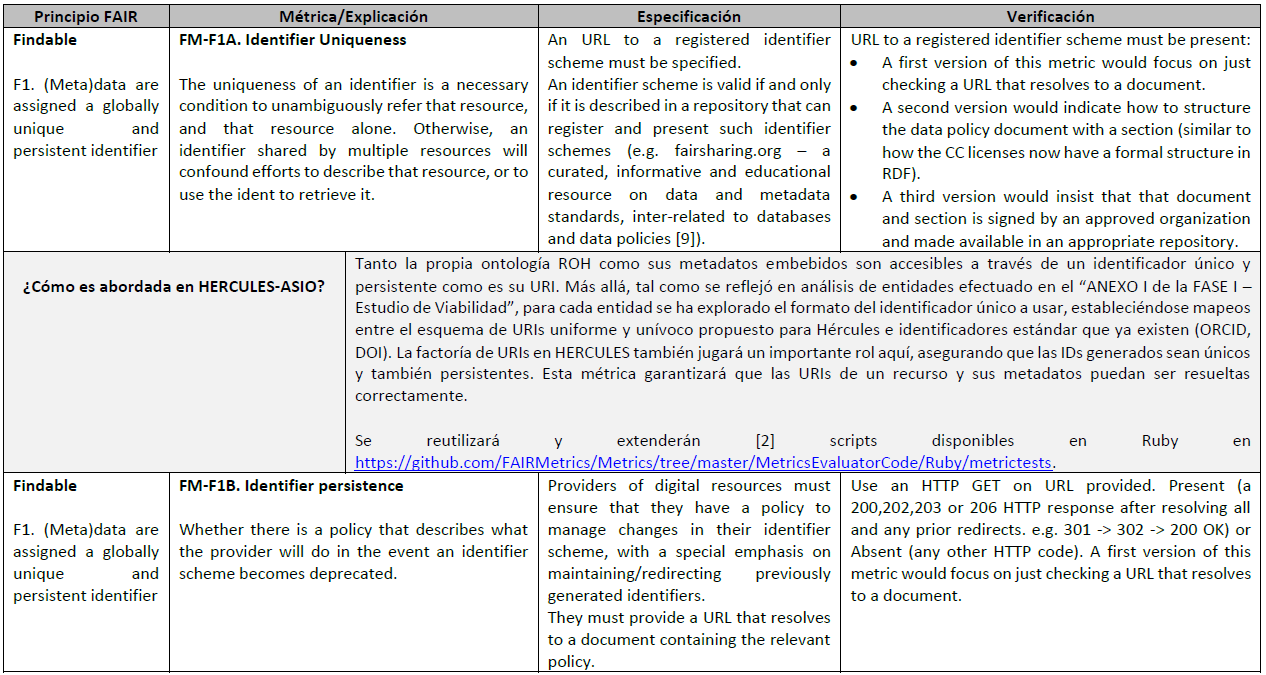 Principio FAIR
Métrica/Explicación
Especificación
Verificación
Findable
F1. (Meta)data are
assigned a globally
unique and
persistent identifier
FM-F1A. Identifier Uniqueness
The uniqueness of an identifier is a necessary
condition to unambiguously refer that resource,
and that resource alone. Otherwise, an
identifier shared by multiple resources will
confound efforts to describe that resource, or to
use the ident to retrieve it.
An URL to a registered identifier
scheme must be specified.
An identifier scheme is valid if and only
if it is described in a repository that can
register and present such identifier
schemes (e.g. fairsharing.org – a
curated, informative and educational
resource on data and metadata
standards, inter-related to databases
and data policies [9]).
URL to a registered identifier scheme must be present:
• A first version of this metric would focus on just
checking a URL that resolves to a document.
• A second version would indicate how to structure
the data policy document with a section (similar to
how the CC licenses now have a formal structure in
RDF).
• A third version would insist that that document
and section is signed by an approved organization
and made available in an appropriate repository.
¿Cómo es abordada en HERCULES-ASIO?
Tanto la propia ontología ROH como sus metadatos embebidos son accesibles a través de un identificador único y
persistente como es su URI. Más allá, tal como se reflejó en análisis de entidades efectuado en el “ANEXO I de la FASE I –
Estudio de Viabilidad”, para cada entidad se ha explorado el formato del identificador único a usar, estableciéndose mapeos
entre el esquema de URIs uniforme y unívoco propuesto para Hércules e identificadores estándar que ya existen (ORCID,
DOI). La factoría de URIs en HERCULES también jugará un importante rol aquí, asegurando que las IDs generados sean únicos
y también persistentes. Esta métrica garantizará que las URIs de un recurso y sus metadatos puedan ser resueltas
correctamente.
Se reutilizará y extenderán [2] scripts disponibles en Ruby en
https://github.com/FAIRMetrics/Metrics/tree/master/MetricsEvaluatorCode/Ruby/metrictests.
Findable
F1. (Meta)data are
assigned a globally
unique and
persistent identifier
FM-F1B. Identifier persistence
Whether there is a policy that describes what
the provider will do in the event an identifier
scheme becomes deprecated.
Providers of digital resources must
ensure that they have a policy to
manage changes in their identifier
scheme, with a special emphasis on
maintaining/redirecting previously
generated identifiers.
They must provide a URL that resolves
to a document containing the relevant
policy.
Use an HTTP GET on URL provided. Present (a
200,202,203 or 206 HTTP response after resolving all
and any prior redirects. e.g. 301 -> 302 -> 200 OK) or
Absent (any other HTTP code). A first version of this
metric would focus on just checking a URL that resolves
to a document.